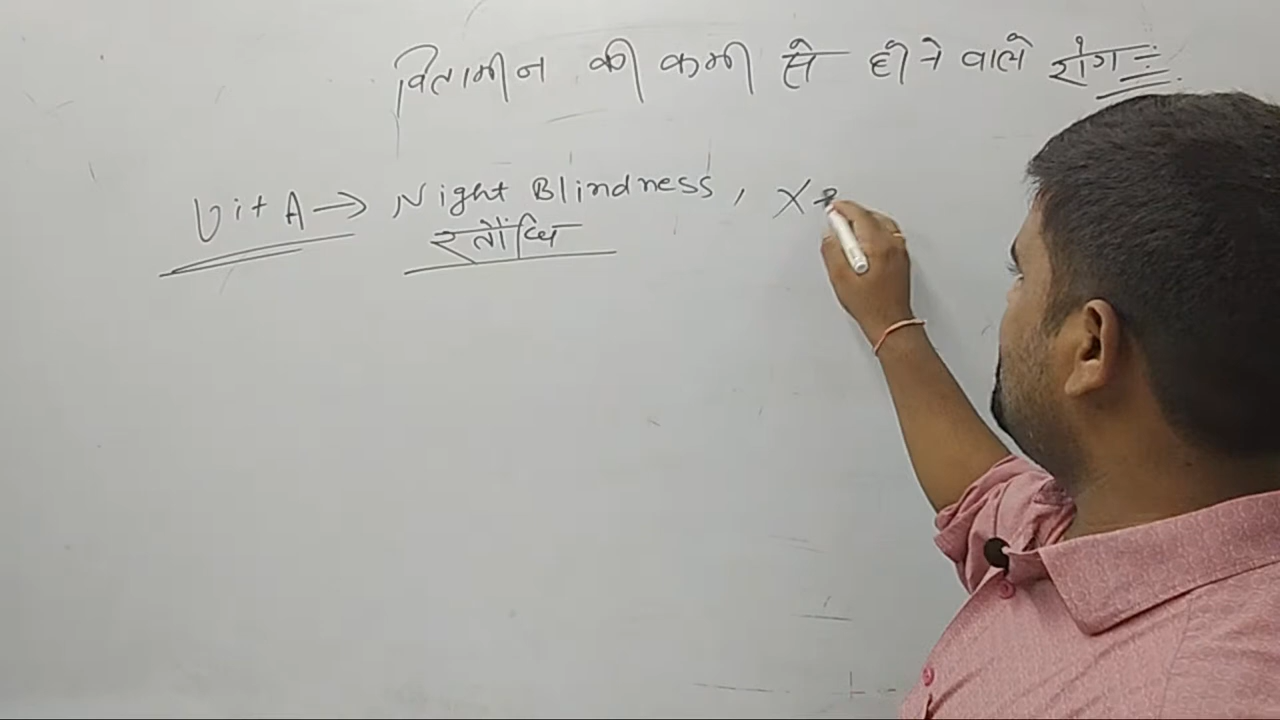 वितामीन की कमी से होने वाले रोग :-
Vit A → Night Blindness, X
रतौंधि